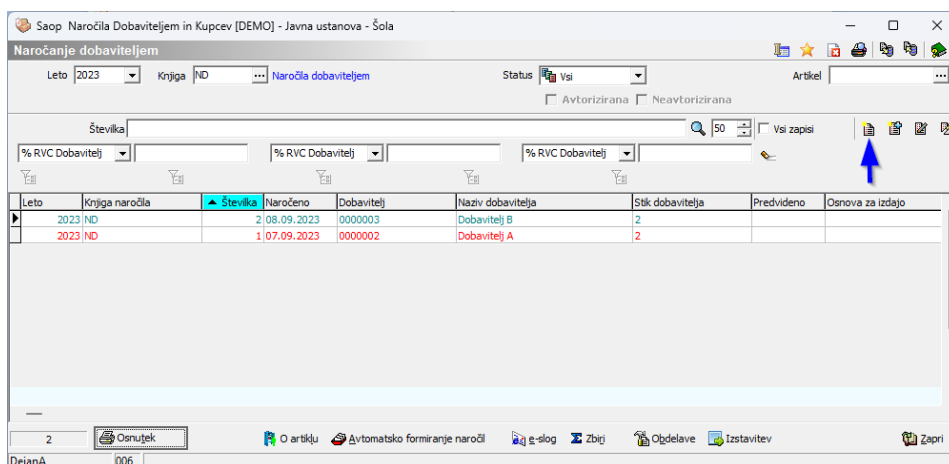 Saop Naročila Dobaviteljem in Kupcev [DEMO] - Javna ustanova - Šola
Naročanje dobaviteljem
Leto 2023 Knjiga ND ... Naročila dobaviteljem Status Vsi Artikel ...
Avtorizirana Neavtorizirana
Številka 50 Vsi zapisi
% RVC Dobavitelj % RVC Dobavitelj % RVC Dobavitelj
Leto Knjiga naročila Številka Naročeno Dobavitelj Naziv dobavitelja Stik dobavitelja Predvideno Osnova za izdajo
2023 ND 2 08.09.2023 0000003 Dobavitelj B 2
2023 ND 1 07.09.2023 0000002 Dobavitelj A 2
2 Osnutek O artiklu Avtomatsko formiranje naročil e-slog Zbirj Obdelave Izstavitev Zapri
DejanA 006